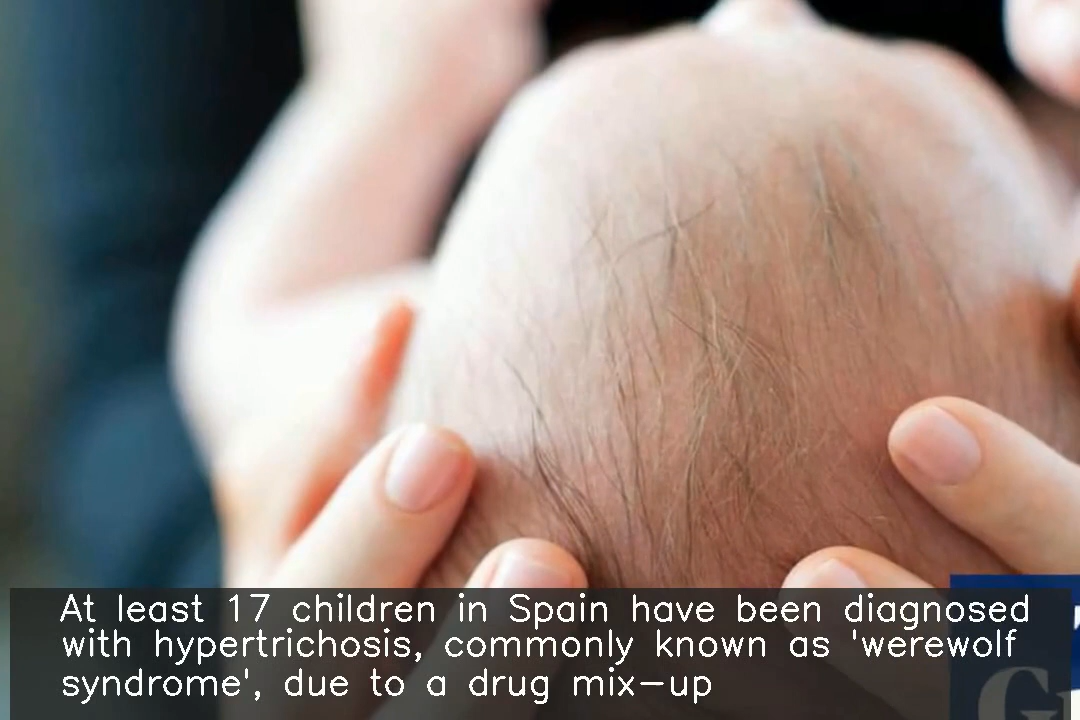 At least 17 children in Spain have been diagnosed
with hypertrichosis, commonly known as 'werewolf
syndrome', due to a drug mix-up